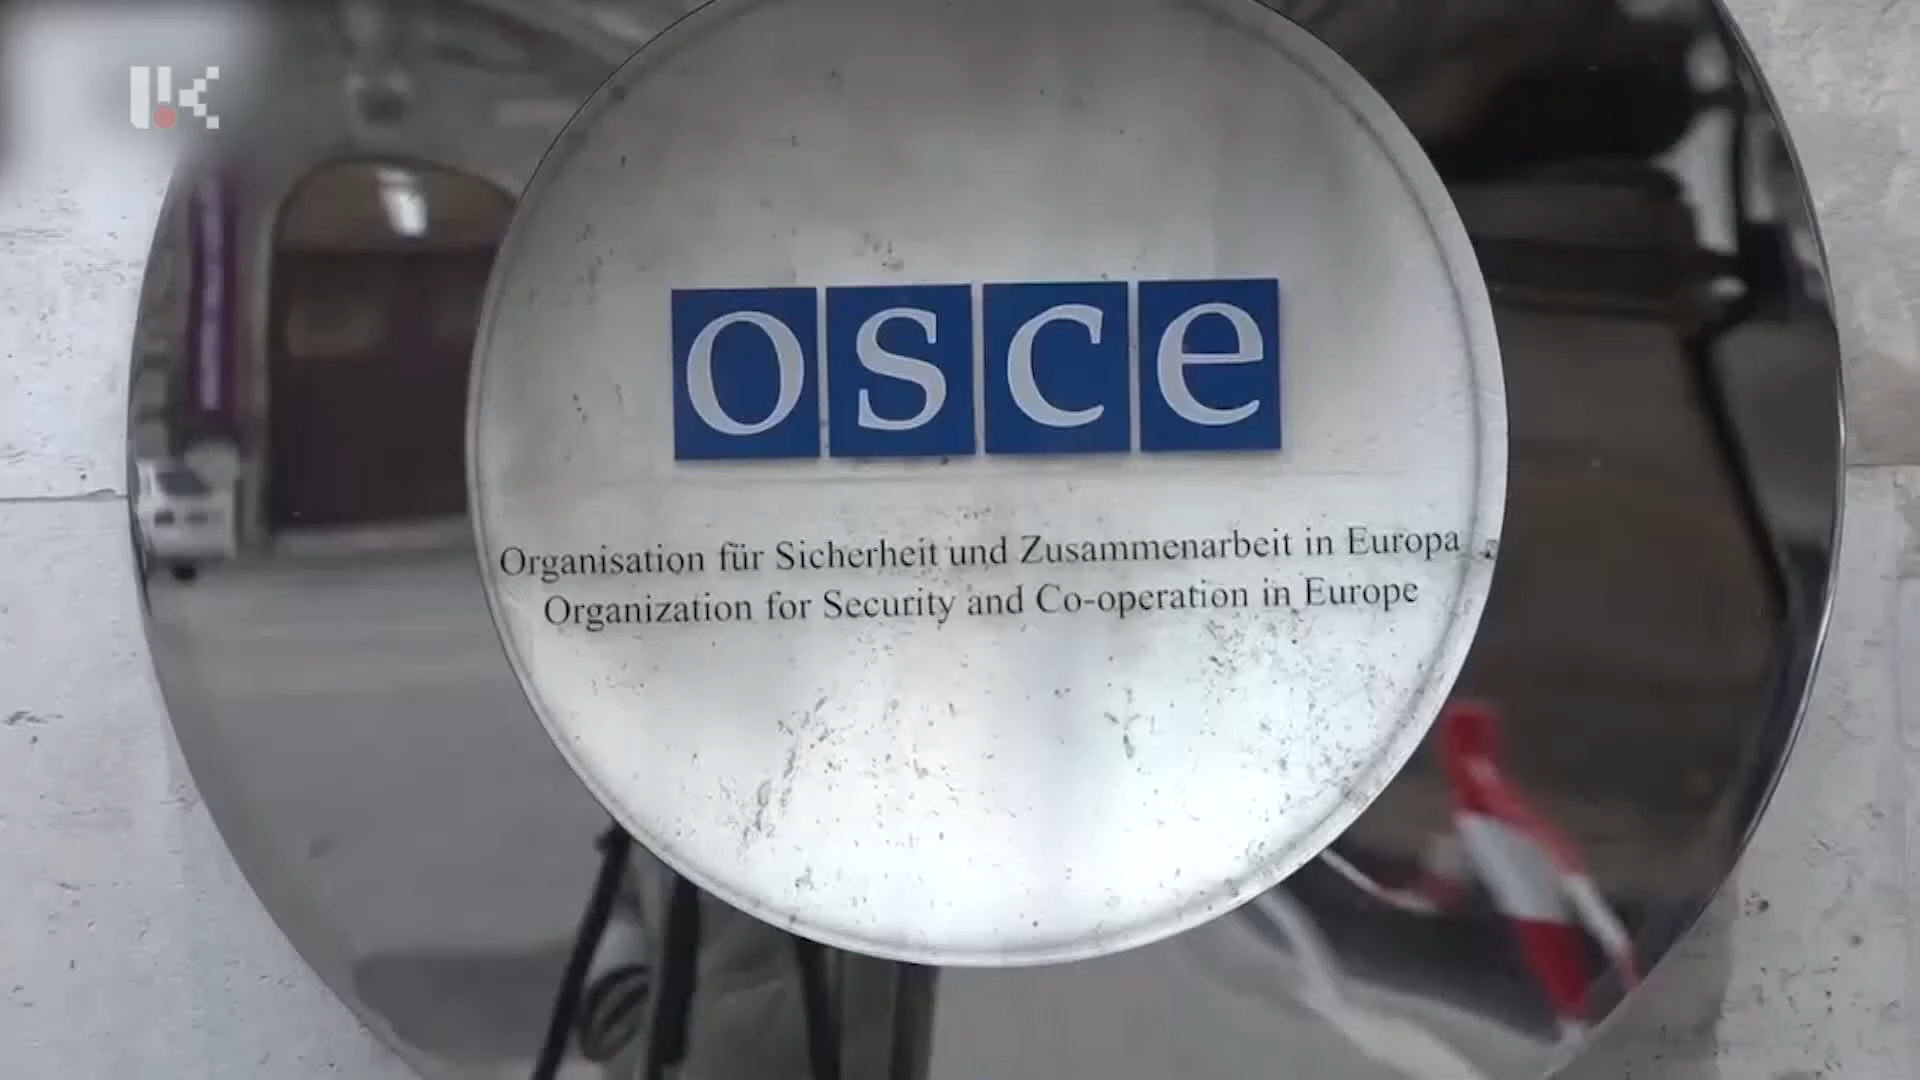 osce
Organisation für Sicherheit und Zusammenarbeit in Europa
Organization for Security and Co-operation in Europe